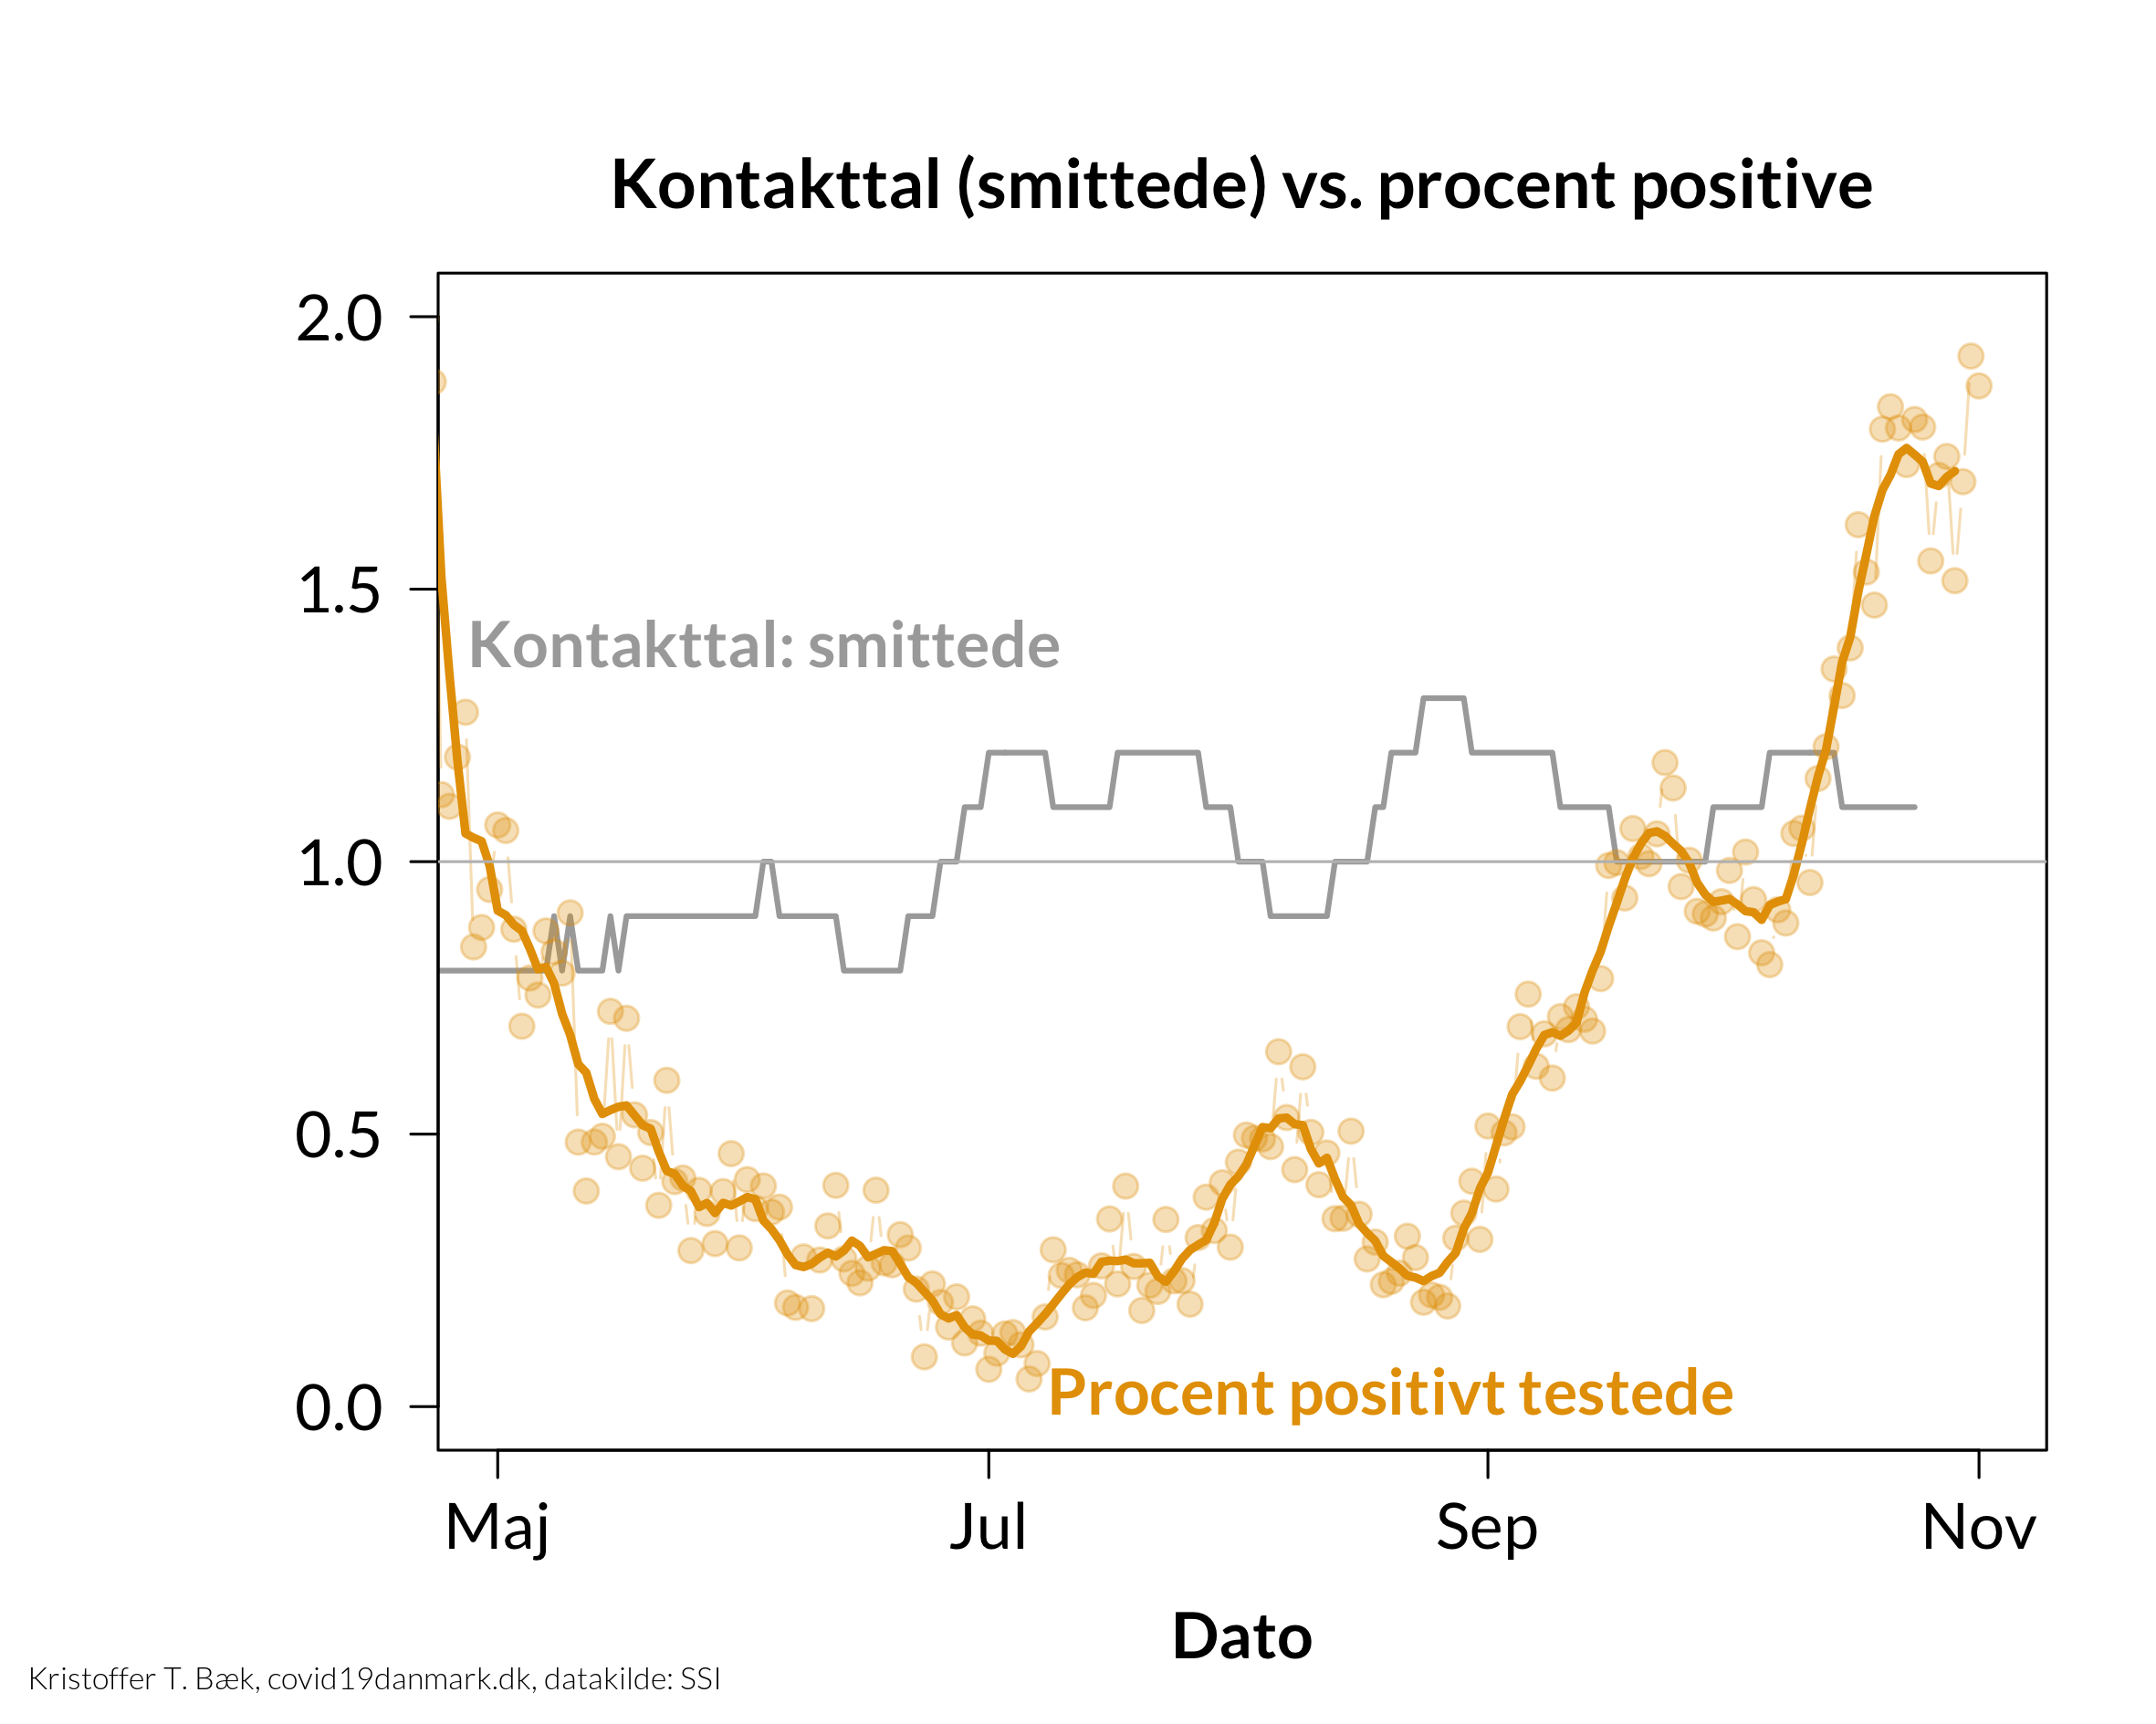 Kontakttal (smittede) vs. procent positive
2.0
1.5
1.0
0.5
0.0
Kontakttal: smittede
Procent positivt testede
Maj Jul Sep Nov
Dato
Kristoffer T. Bæk, covid19danmark.dk, datakilde: SSI